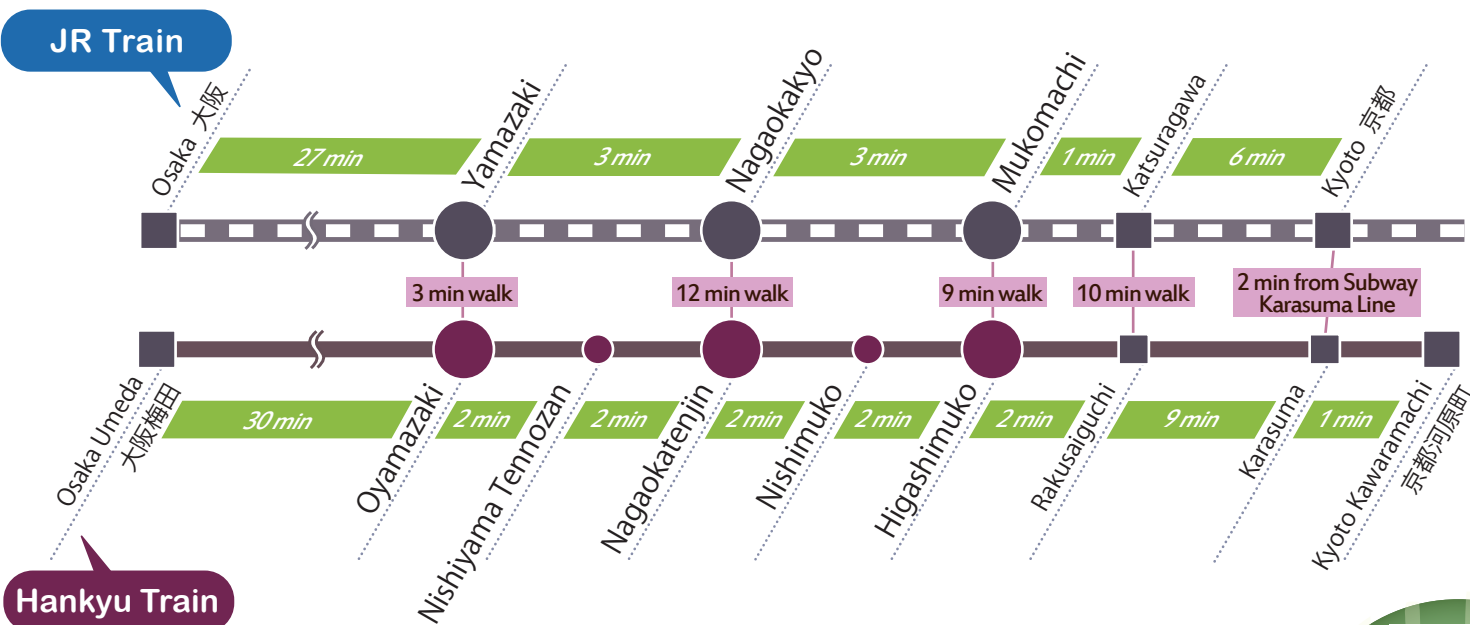 JR Train
Osaka 大阪
Yamazaki
Nagaokakyo
Mukomachi
Katsuragawa
Kyoto 京都
27 min
3 min
3 min
1 min
6 min
3 min walk
12 min walk
9 min walk
10 min walk
2 min from Subway
Karasuma Line
30 min
2 min
2 min
2 min
2 min
2 min
9 min
1 min
Osaka Umeda
大阪梅田
Oyamazaki
Nishiyama Tennozan
Nagaokatenjin
Nishimuko
Higashimuko
Rakusaiguchi
Karasuma
Kyoto Kawaramachi
京都河原町
Hankyu Train